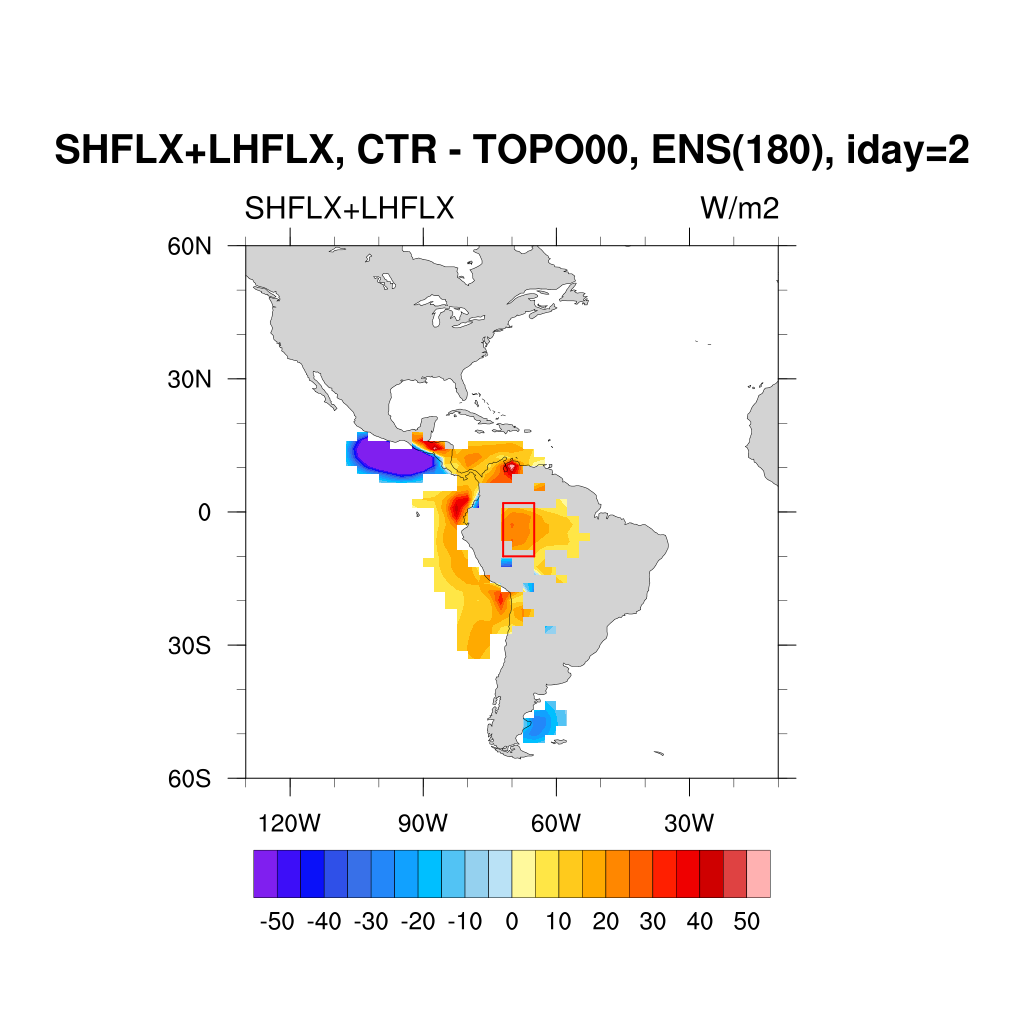 SHFLX+LHFLX, CTR - TOPO00, ENS(180), iday=2
SHFLX+LHFLX W/m2
60N
30N
0
30S
60S
120W 90W 60W 30W
-50 -40 -30 -20 -10 0 10 20 30 40 50